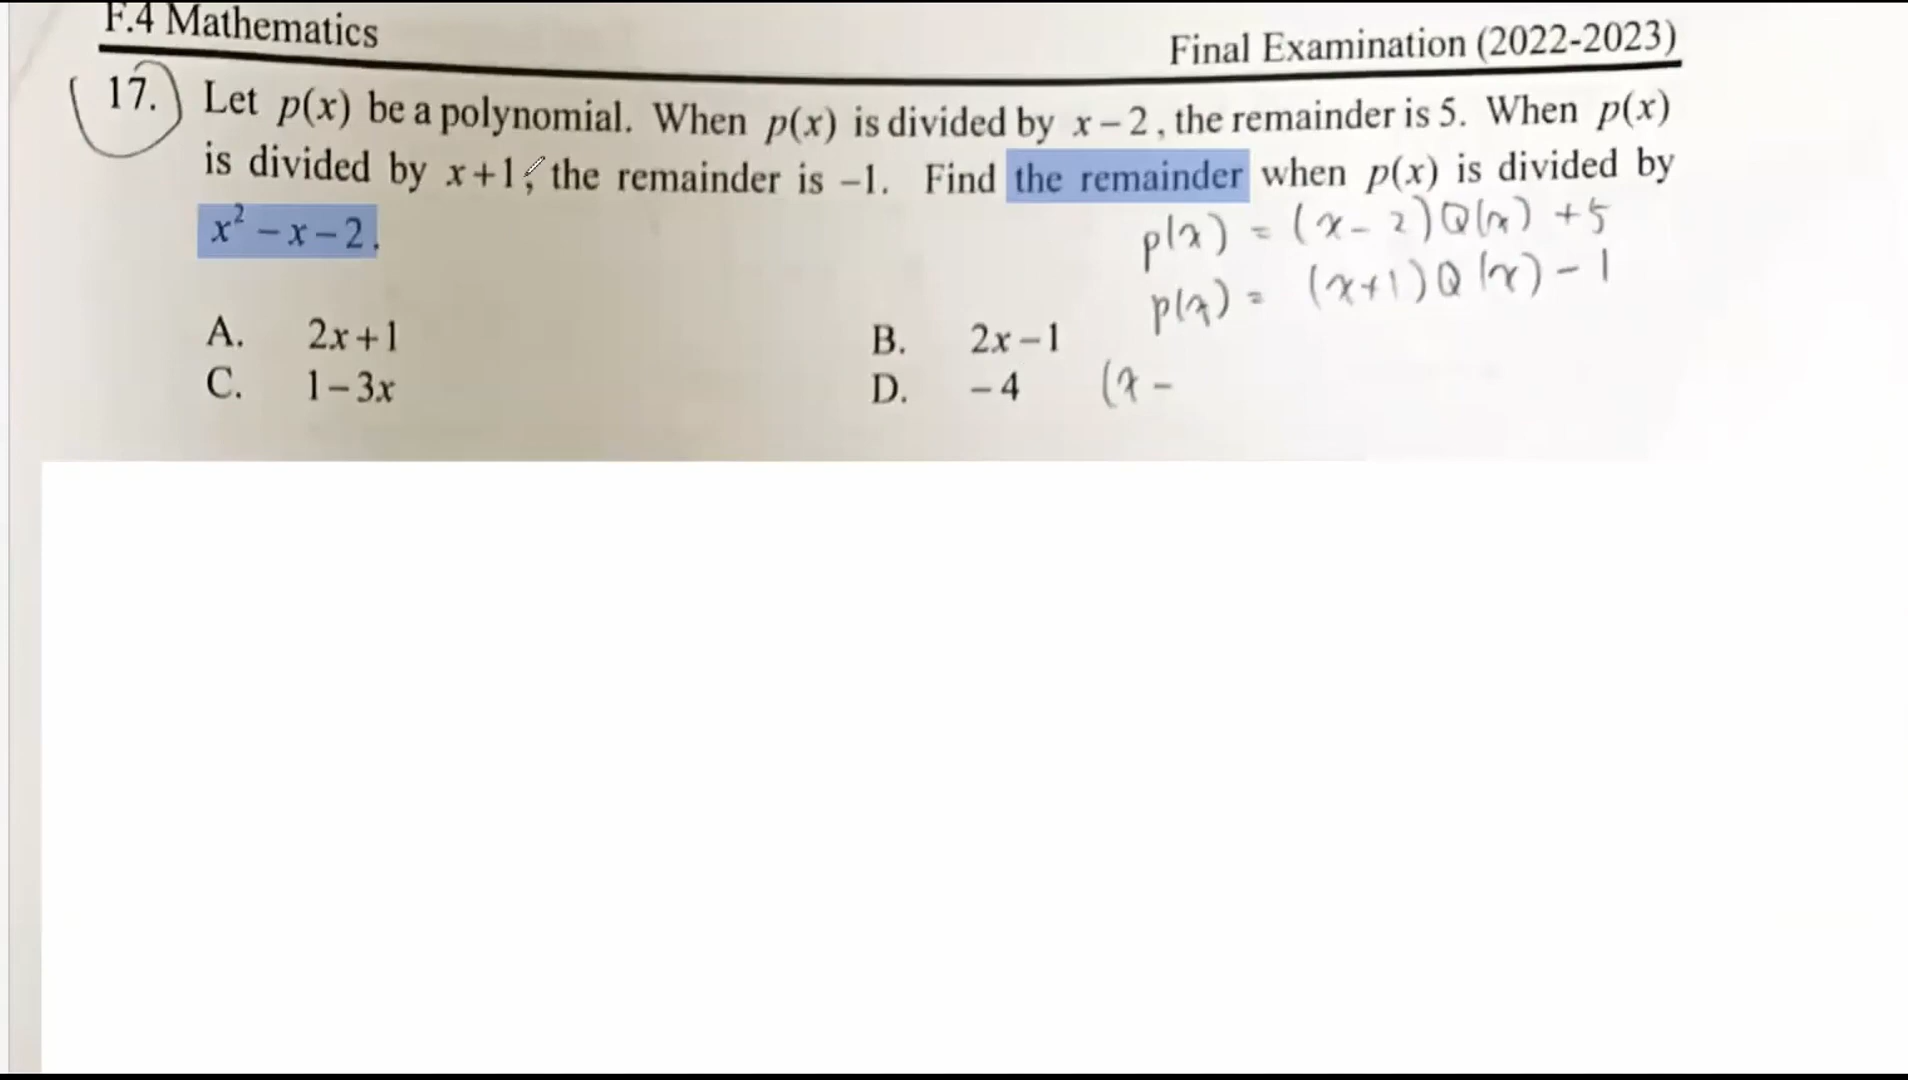 F.4 Mathematics
Final Examination (2022-2023)
17. Let p(x) be a polynomial. When p(x) is divided by x – 2, the remainder is 5. When p(x)
is divided by x+1, the remainder is –1. Find the remainder when p(x) is divided by
x² – x – 2.
p(x) = (x – 2)Q(x) + 5
p(x) = (x+1)Q(x) – 1
A. 2x+1
B. 2x – 1
C. 1 – 3x
D. – 4
(x –